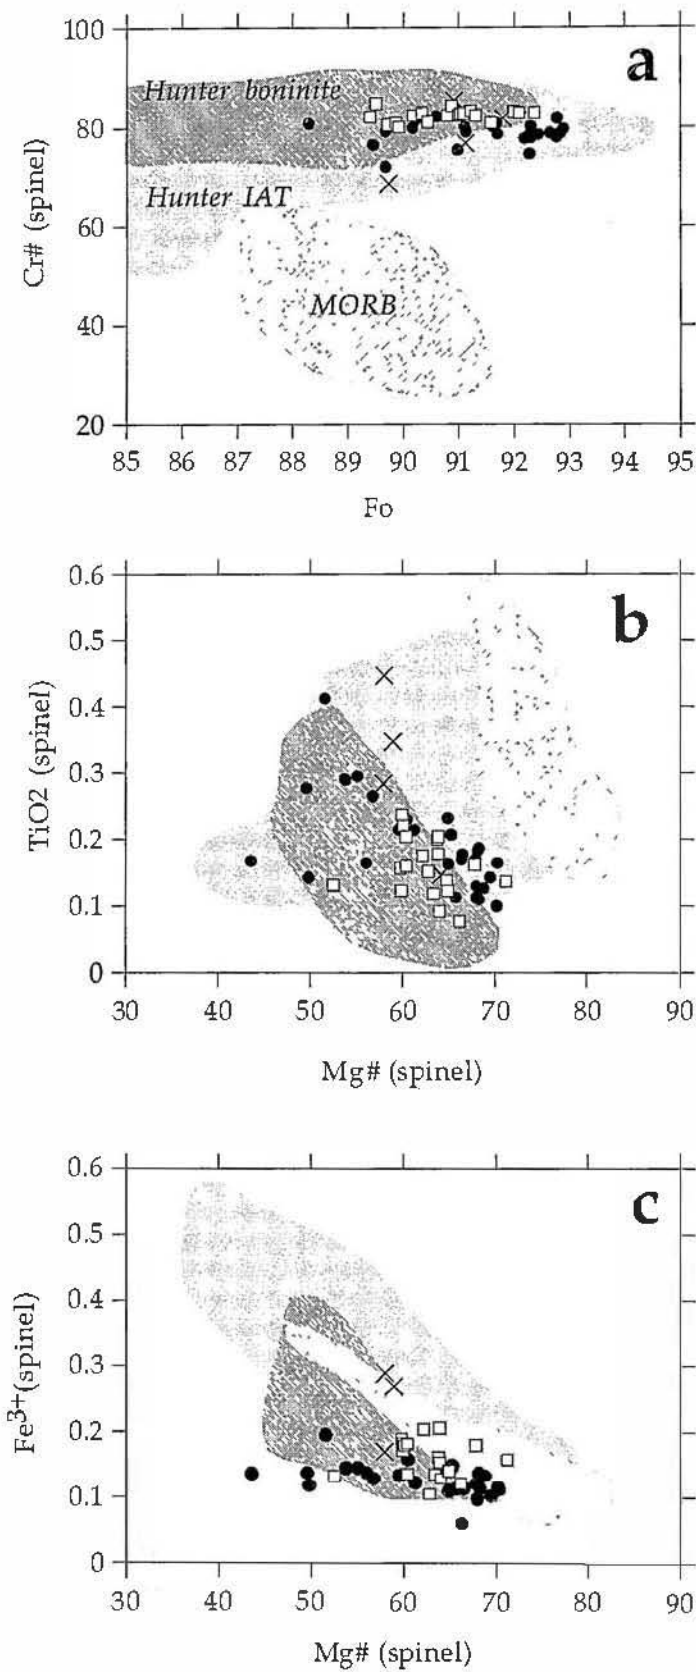 100
80
60
40
20
Cr# (spinel)
a
Hunter boninite
Hunter IAT
MORB
85 86 87 88 89 90 91 92 93 94 95
Fo
0.6
0.5
0.4
0.3
0.2
0.1
0
TiO2 (spinel)
b
30 40 50 60 70 80 90
Mg# (spinel)
0.6
0.5
0.4
0.3
0.2
0.1
0
Fe3+(spinel)
c
30 40 50 60 70 80 90
Mg# (spinel)